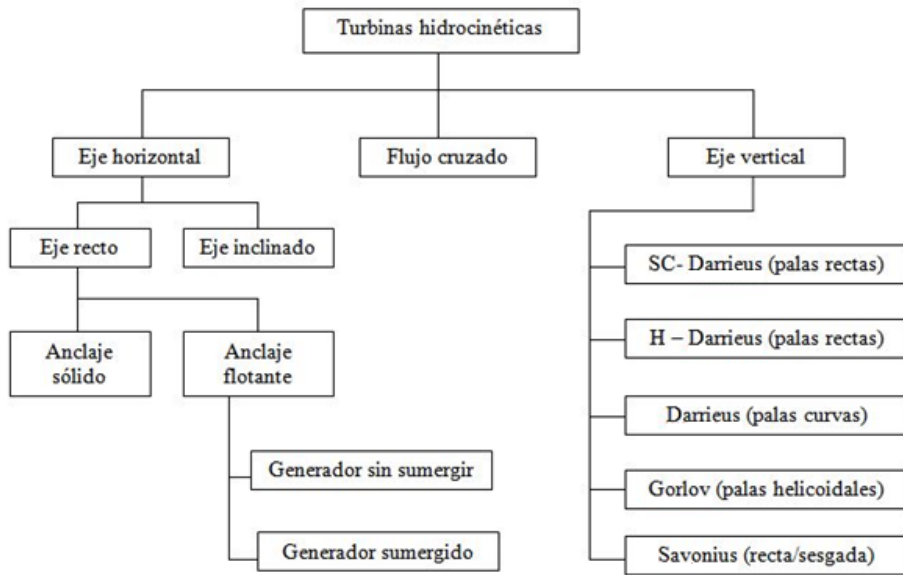 Turbinas hidrocinéticas
Eje horizontal
Flujo cruzado
Eje vertical
Eje recto
Eje inclinado
Anclaje
sólido
Anclaje
flotante
Generador sin sumergir
Generador sumergido
SC- Darrieus (palas rectas)
H – Darrieus (palas rectas)
Darrieus (palas curvas)
Gorlov (palas helicoidales)
Savonius (recta/sesgada)